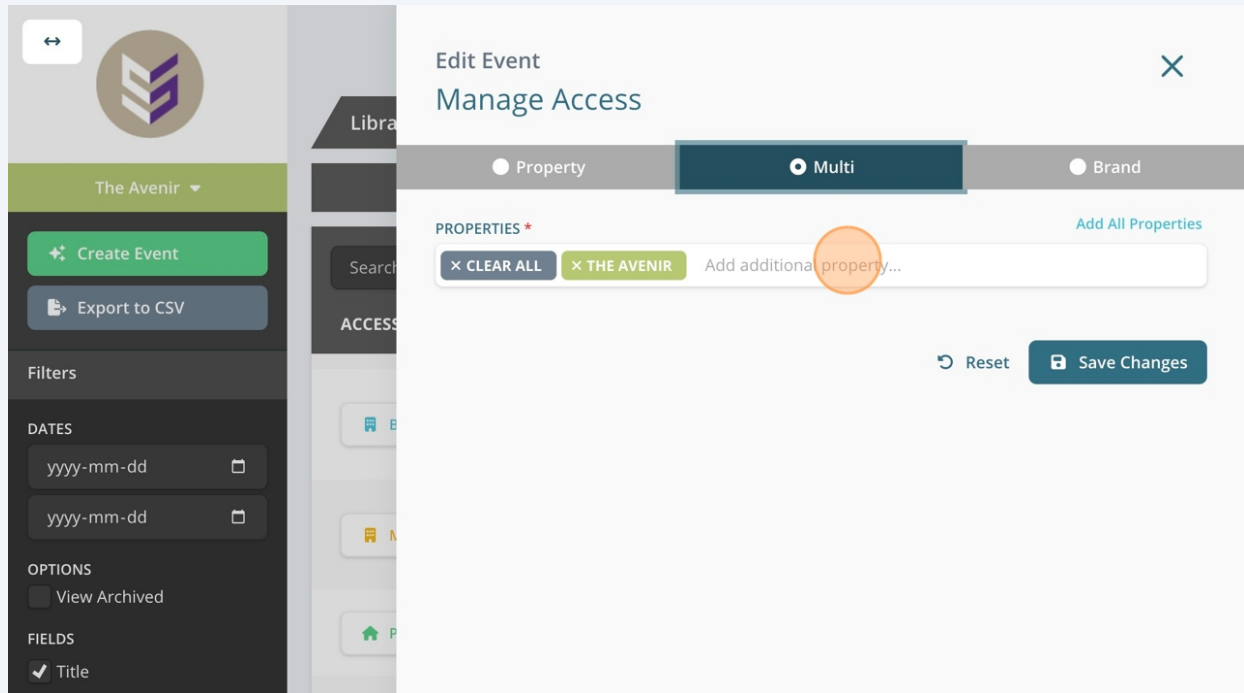 The Avenir
Create Event
Export to CSV
Filters
DATES
yyyy-mm-dd
yyyy-mm-dd
OPTIONS
View Archived
FIELDS
Title
Libra
Search
ACCESS
B
M
P
Edit Event
Manage Access
Property Multi Brand
PROPERTIES * Add All Properties
× CLEAR ALL × THE AVENIR Add additional property...
Reset Save Changes